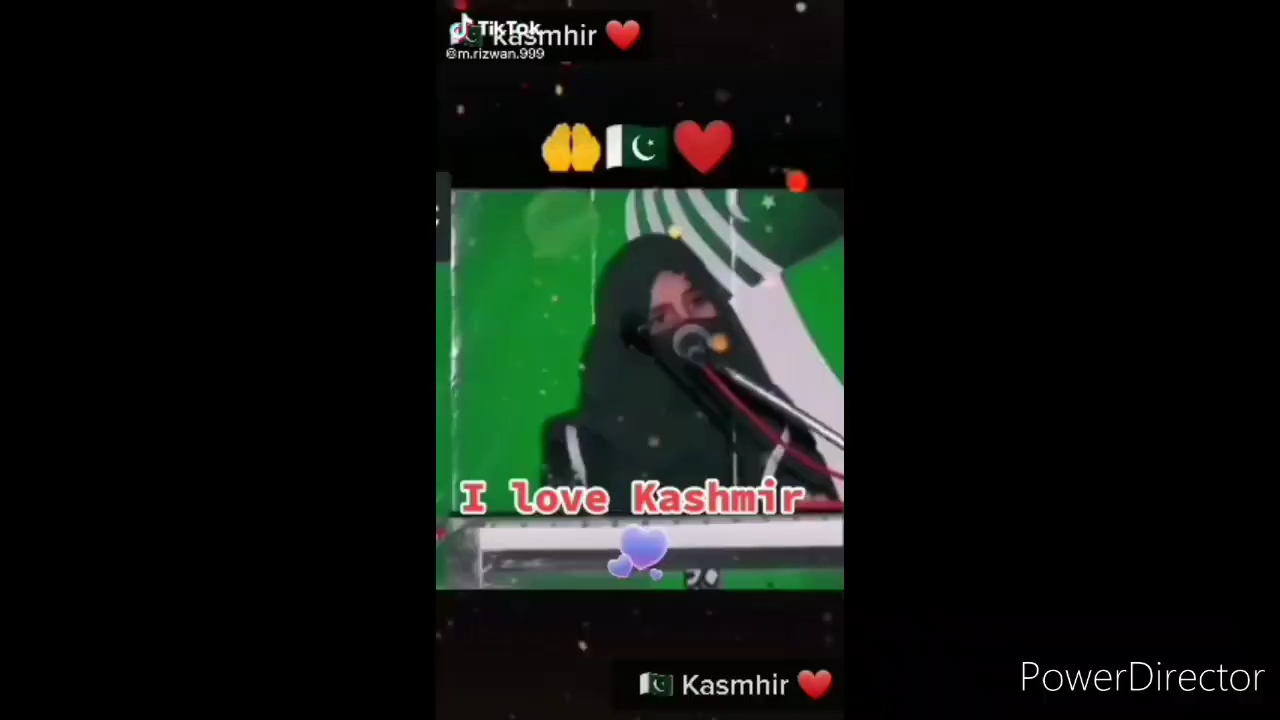 TikTok
kasmhir
@m.rizwan.999
I love Kashmir
Kasmhir
PowerDirector